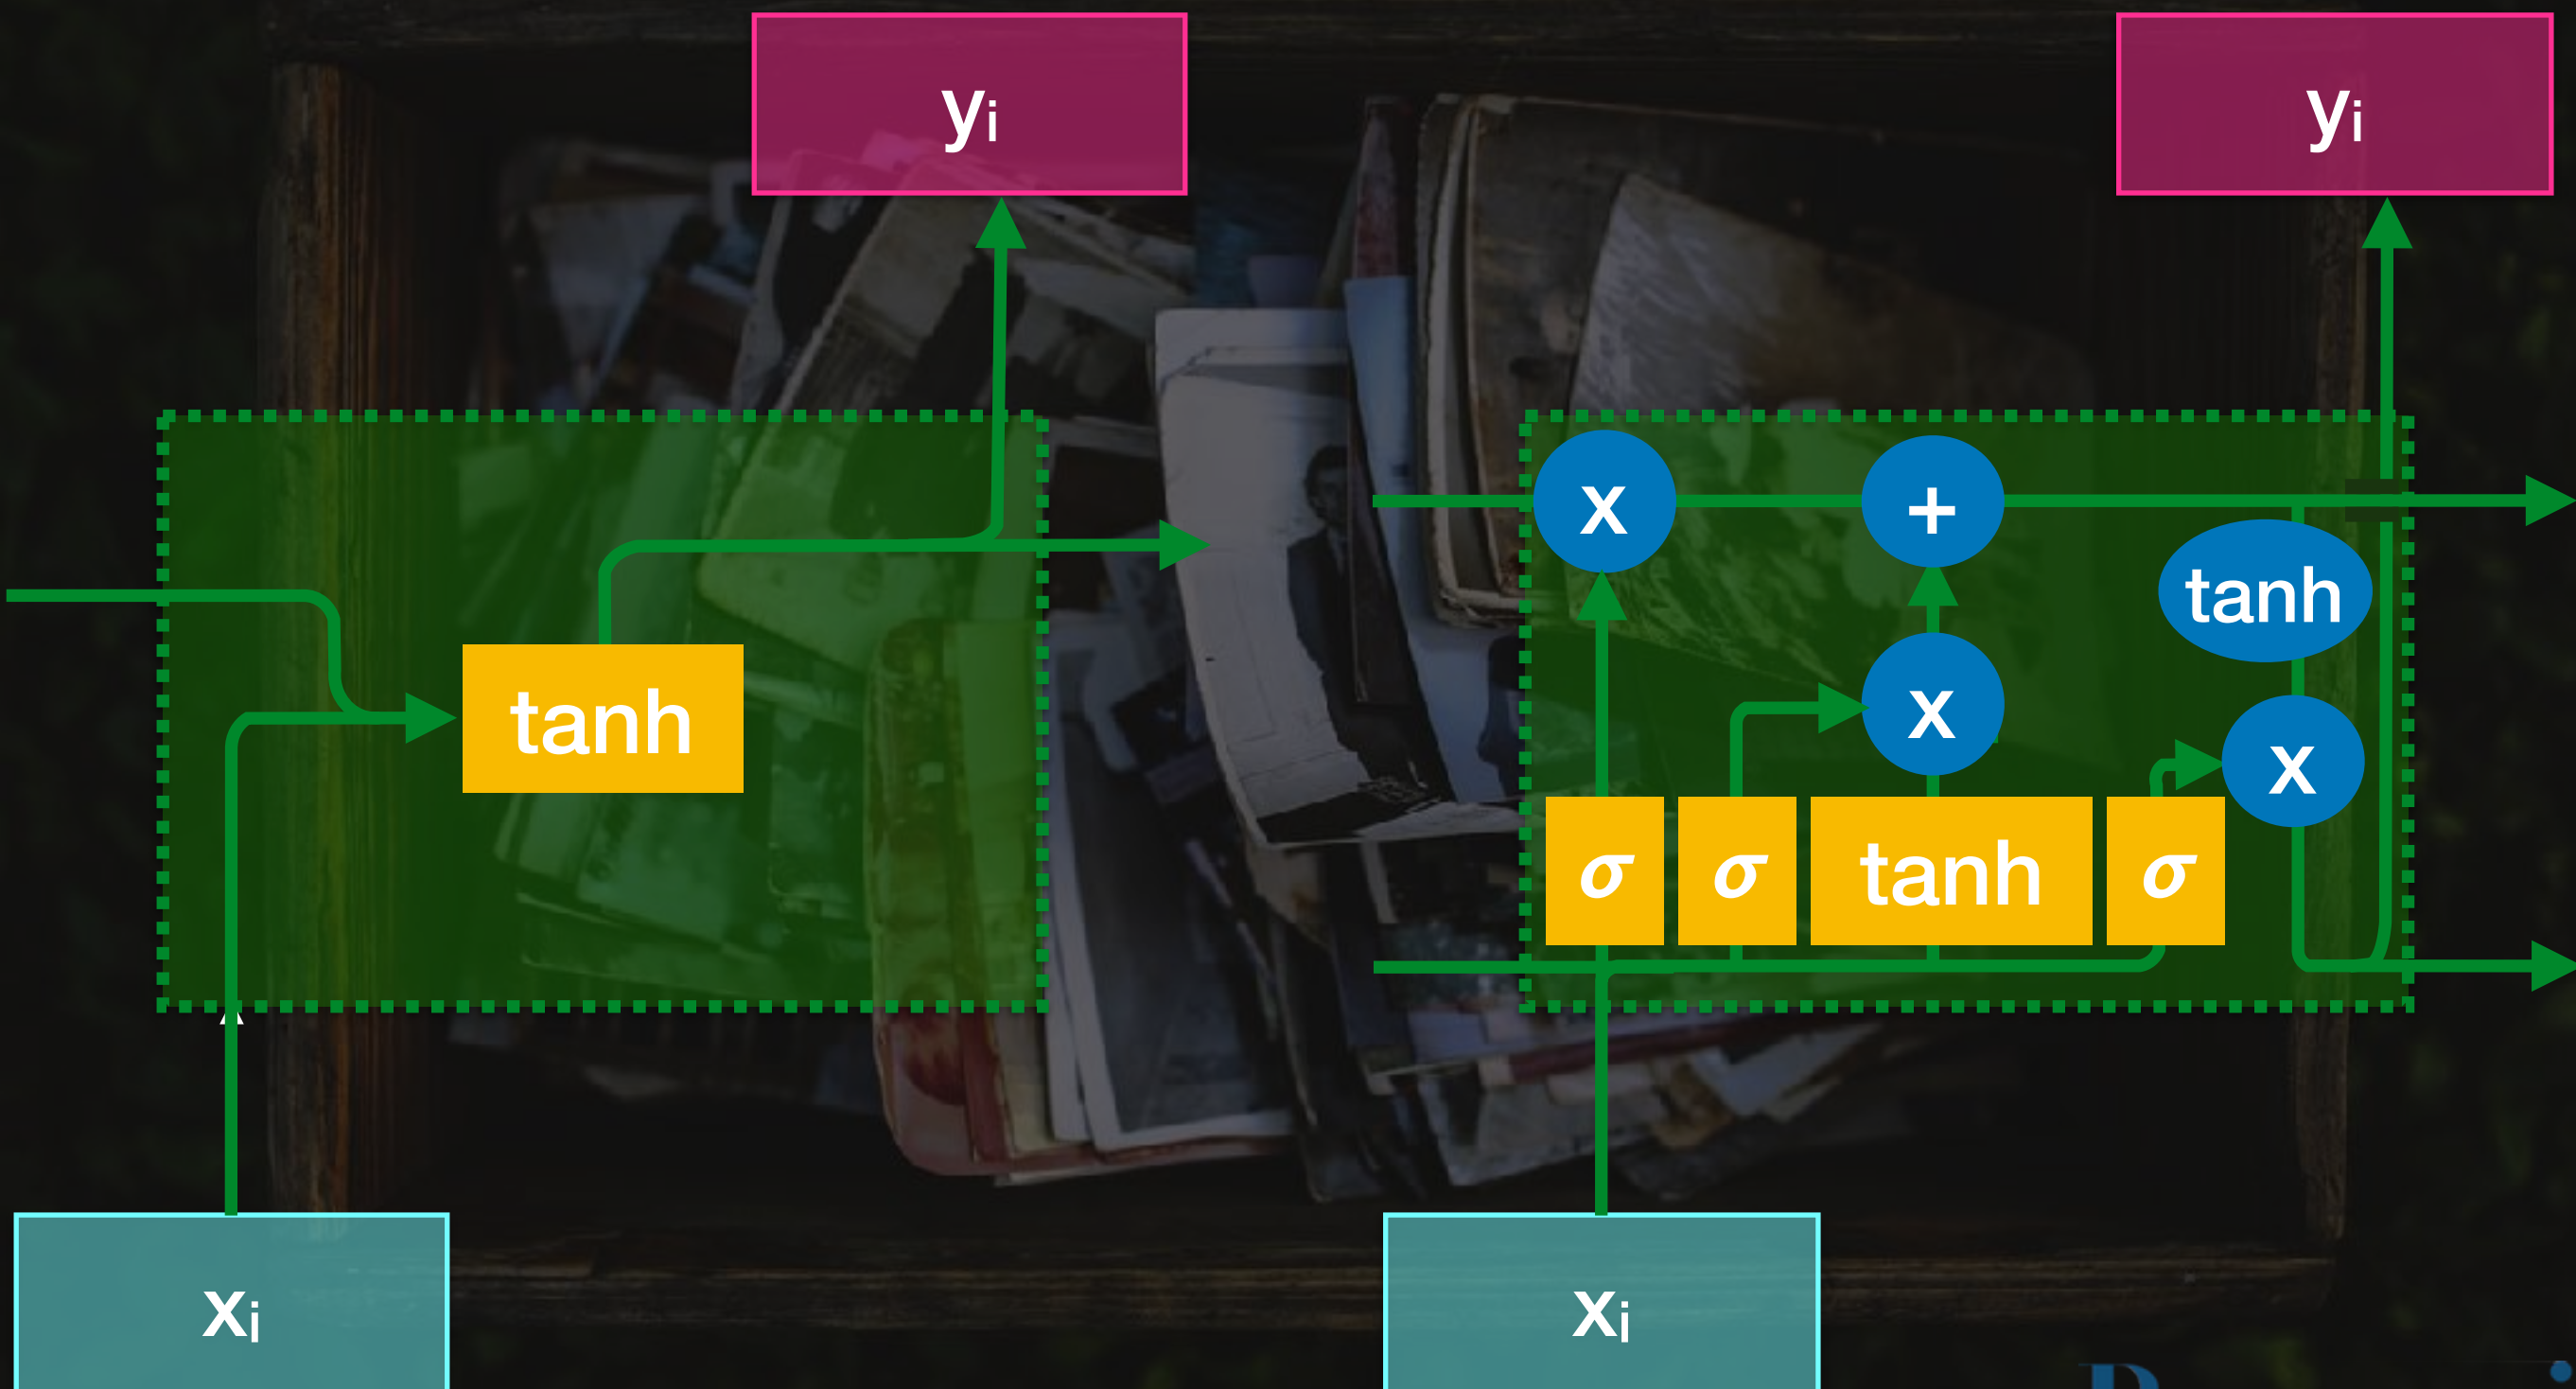 yi
yi
x
+
tanh
tanh
x
x
σ
σ
tanh
σ
xi
xi